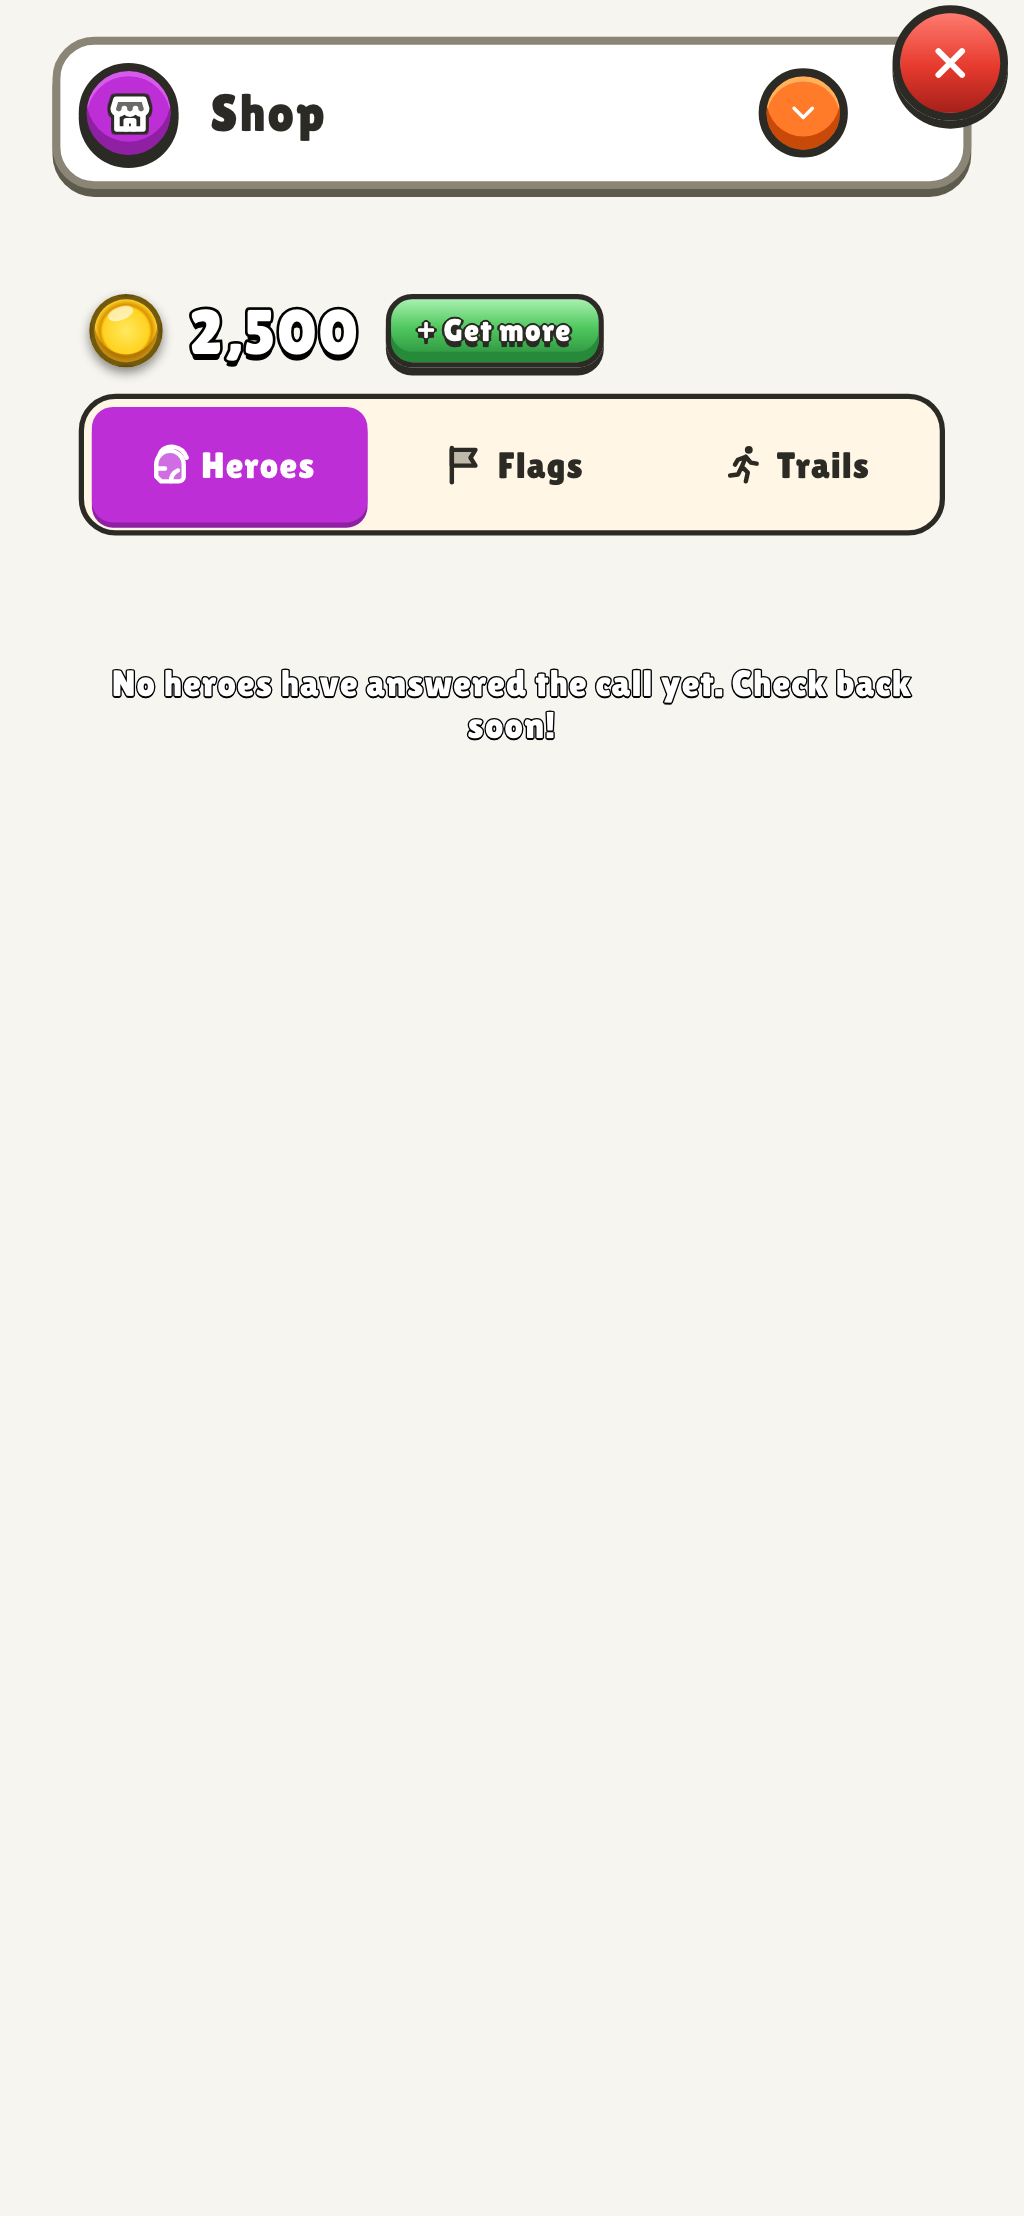 Shop
2,500
+ Get more
Heroes
Flags
Trails
No heroes have answered the call yet. Check back
soon!